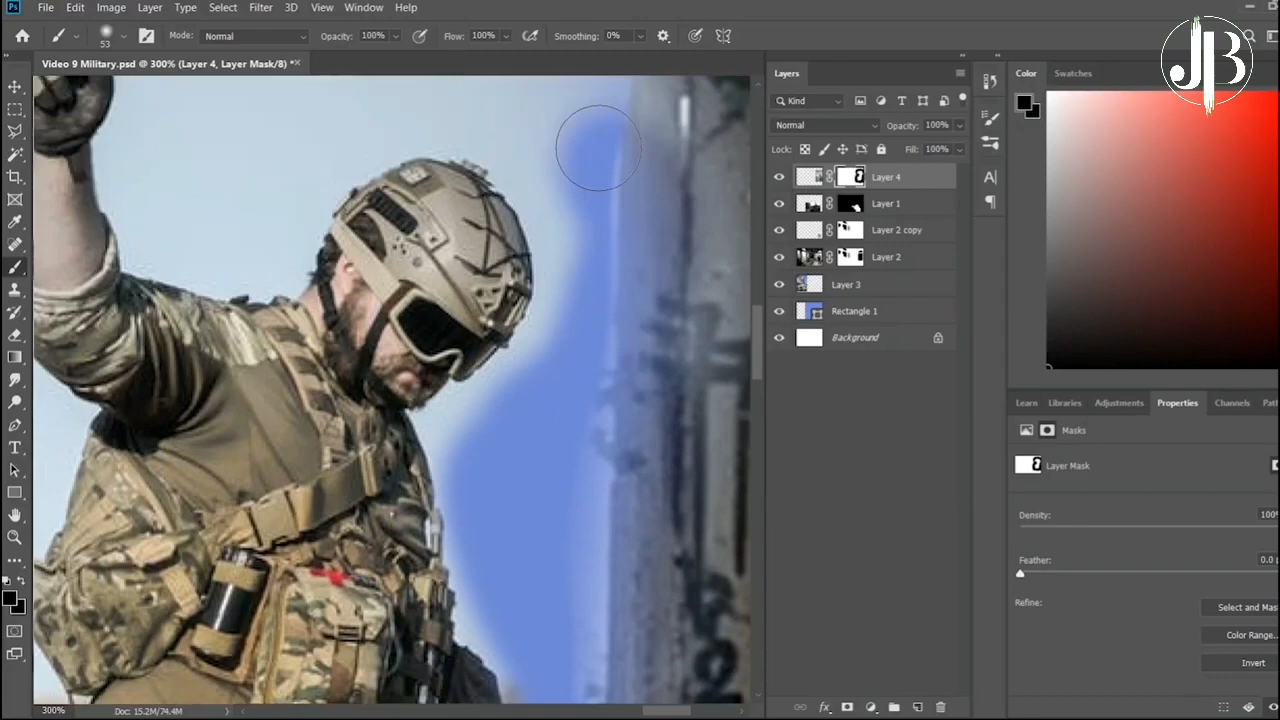 Ps File Edit Image Layer Type Select Filter 3D View Window Help
53 Mode: Normal Opacity: 100% Flow: 100% Smoothing: 0%
JB
Video 9 Military.psd @ 300% (Layer 4, Layer Mask/8) *
Layers
Kind
Normal Opacity: 100%
Lock: Fill: 100%
Layer 4
Layer 1
Layer 2 copy
Layer 2
Layer 3
Rectangle 1
Background
fx
A
Color Swatches
Learn Libraries Adjustments Properties Channels Pat
Masks
Layer Mask
Density: 100%
Feather: 0.0
Refine: Select and Mas
Color Range...
Invert
T
300% Doc: 15.2M/74.4M